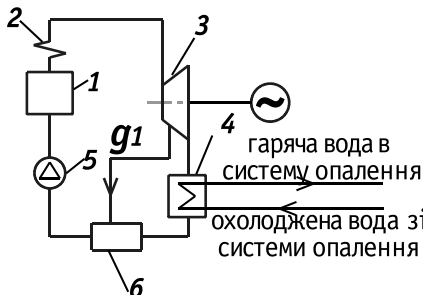 2
3
1
g1
4
5
гаряча вода в
систему опалення
охолоджена вода зі
системи опалення
6